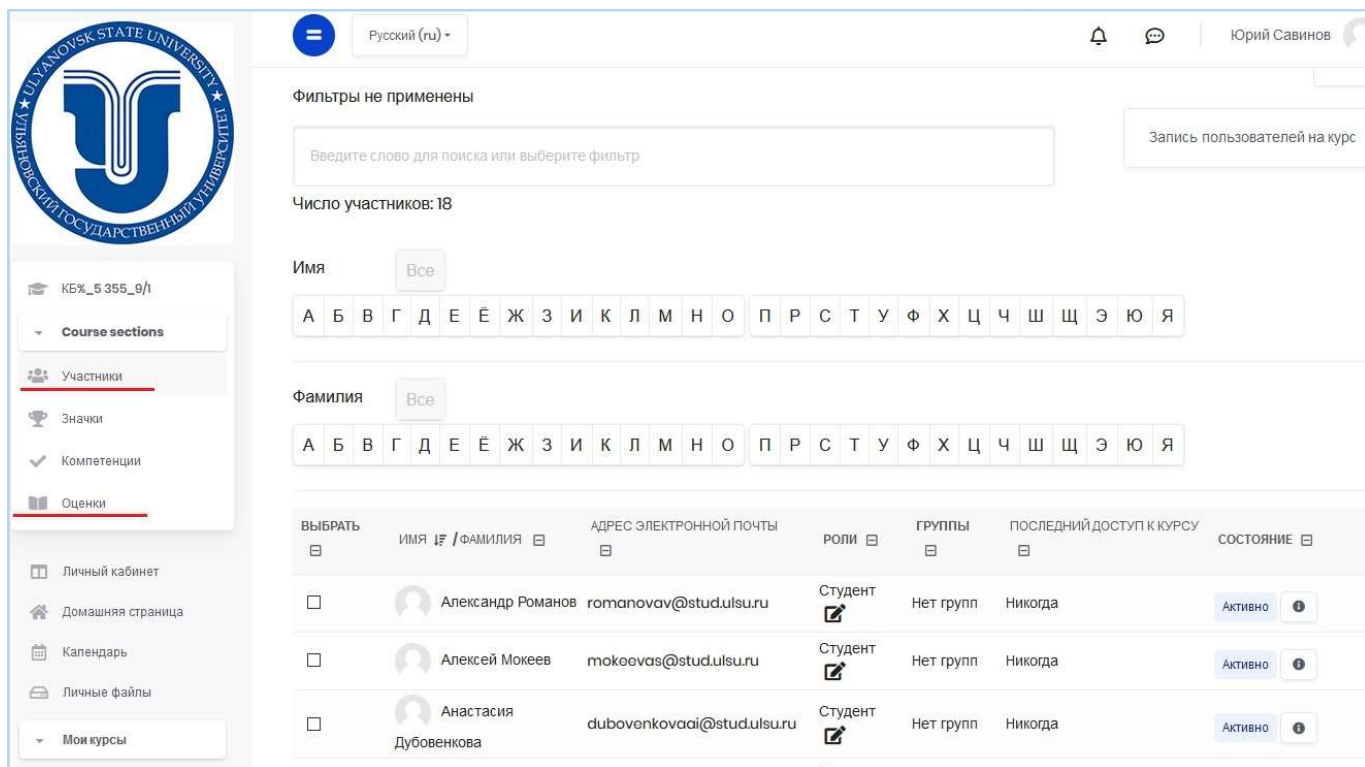 ULYANOVSK STATE UNIVERSITY
УЛЬЯНОВСКИЙ ГОСУДАРСТВЕННЫЙ УНИВЕРСИТЕТ
КБ%_5 355_9/1
Course sections
Участники
Значки
Компетенции
Оценки
Личный кабинет
Домашняя страница
Календарь
Личные файлы
Мои курсы
Русский (ru)
Юрий Савинов
Фильтры не применены
Введите слово для поиска или выберите фильтр
Запись пользователей на курс
Число участников: 18
Имя Все
А Б В Г Д Е Ё Ж З И К Л М Н О П Р С Т У Ф Х Ц Ч Ш Щ Э Ю Я
Фамилия Все
А Б В Г Д Е Ё Ж З И К Л М Н О П Р С Т У Ф Х Ц Ч Ш Щ Э Ю Я
ВЫБРАТЬ ИМЯ / ФАМИЛИЯ АДРЕС ЭЛЕКТРОННОЙ ПОЧТЫ РОЛИ ГРУППЫ ПОСЛЕДНИЙ ДОСТУП К КУРСУ СОСТОЯНИЕ
Александр Романов romanovav@stud.ulsu.ru Студент Нет групп Никогда Активно
Алексей Мокеев mokeevas@stud.ulsu.ru Студент Нет групп Никогда Активно
Анастасия
Дубовенкова dubovenkovaai@stud.ulsu.ru Студент Нет групп Никогда Активно